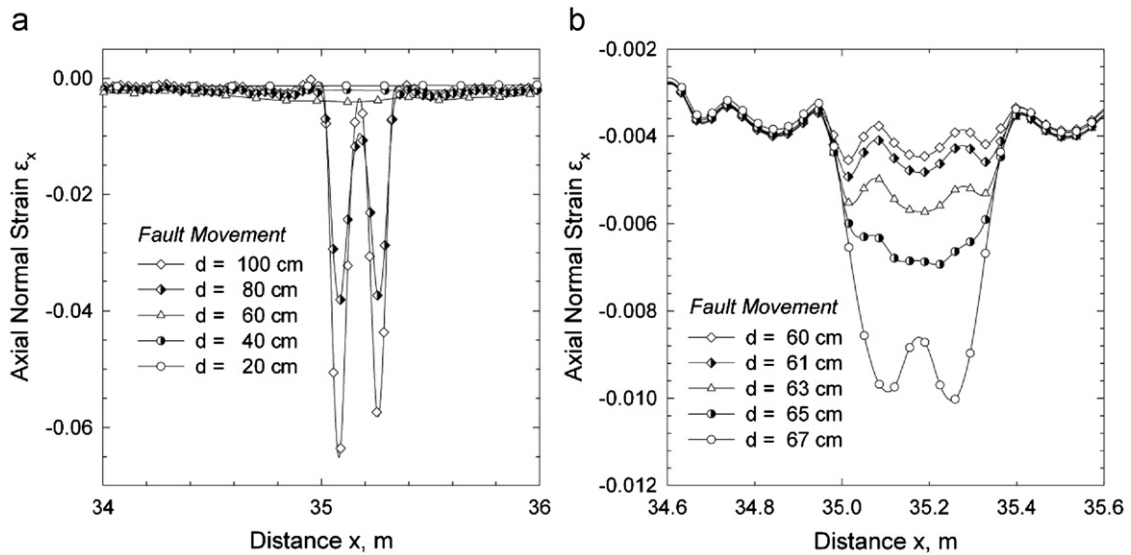 a
Axial Normal Strain εx
0.00
-0.02
-0.04
-0.06
Fault Movement
d = 100 cm
d = 80 cm
d = 60 cm
d = 40 cm
d = 20 cm
34
35
36
Distance x, m
b
Axial Normal Strain εx
-0.002
-0.004
-0.006
-0.008
-0.010
-0.012
Fault Movement
d = 60 cm
d = 61 cm
d = 63 cm
d = 65 cm
d = 67 cm
34.6
34.8
35.0
35.2
35.4
35.6
Distance x, m